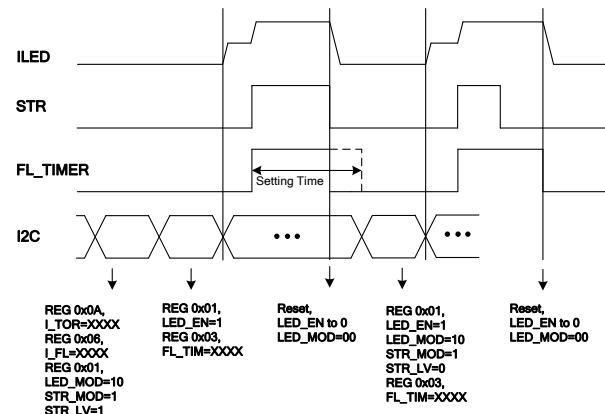 ILED
STR
FL_TIMER
Setting Time
I2C
•••
•••
REG 0x0A,
I_TOR=XXXX
REG 0x06,
I_FL=XXXX
REG 0x01,
LED_MOD=10
STR_MOD=1
STR_LV=1
REG 0x01,
LED_EN=1
REG 0x03,
FL_TIM=XXXX
Reset,
LED_EN to 0
LED_MOD=00
REG 0x01,
LED_EN=1
LED_MOD=10
STR_MOD=1
STR_LV=0
REG 0x03,
FL_TIM=XXXX
Reset,
LED_EN to 0
LED_MOD=00